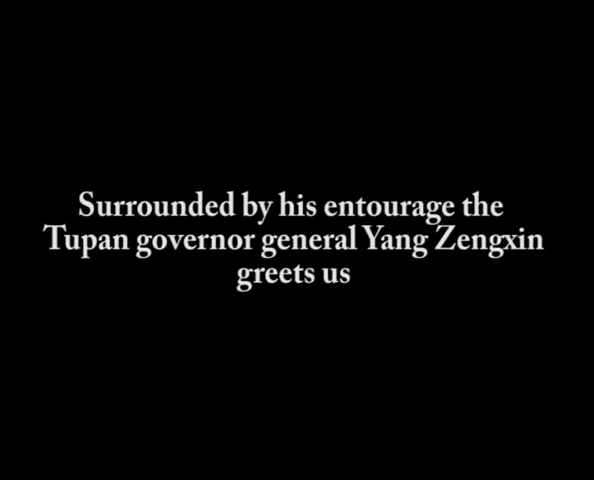 Surrounded by his entourage the
Tupan governor general Yang Zengxin
greets us